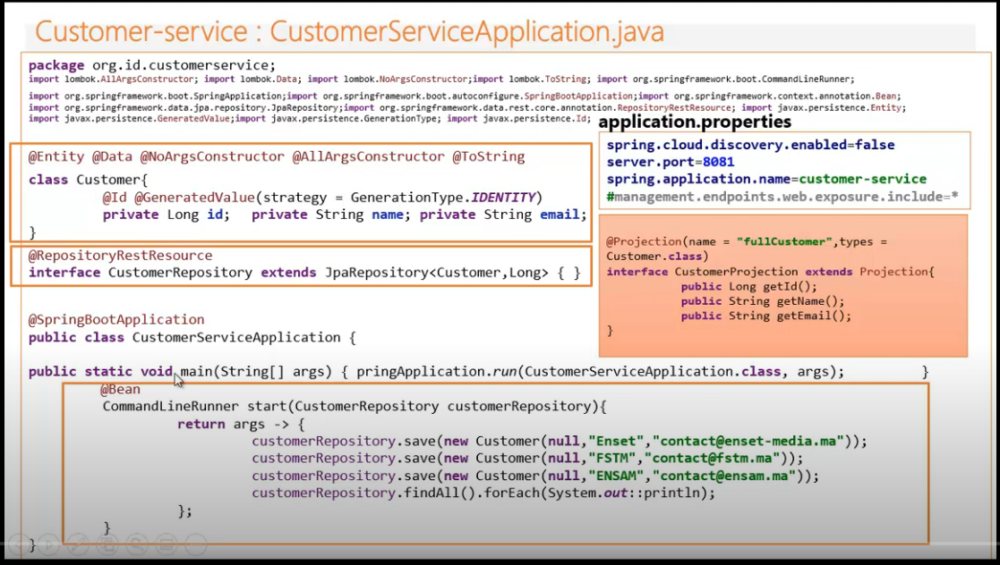 Customer-service : CustomerServiceApplication.java
package org.id.customerservice;
import lombok.AllArgsConstructor; import lombok.Data; import lombok.NoArgsConstructor;import lombok.ToString; import org.springframework.boot.CommandLineRunner;
import org.springframework.boot.SpringApplication;import org.springframework.boot.autoconfigure.SpringBootApplication;import org.springframework.context.annotation.Bean;
import org.springframework.data.jpa.repository.JpaRepository;import org.springframework.data.rest.core.annotation.RepositoryRestResource; import javax.persistence.Entity;
import javax.persistence.GeneratedValue;import javax.persistence.GenerationType; import javax.persistence.Id;
@Entity @Data @NoArgsConstructor @AllArgsConstructor @ToString
class Customer{
@Id @GeneratedValue(strategy = GenerationType.IDENTITY)
private Long id; private String name; private String email;
}
@RepositoryRestResource
interface CustomerRepository extends JpaRepository<Customer,Long> { }
application.properties
spring.cloud.discovery.enabled=false
server.port=8081
spring.application.name=customer-service
#management.endpoints.web.exposure.include=*
@Projection(name = "fullCustomer",types =
Customer.class)
interface CustomerProjection extends Projection{
public Long getId();
public String getName();
public String getEmail();
}
@SpringBootApplication
public class CustomerServiceApplication {
public static void main(String[] args) { pringApplication.run(CustomerServiceApplication.class, args); }
@Bean
CommandLineRunner start(CustomerRepository customerRepository){
return args -> {
customerRepository.save(new Customer(null,"Enset","contact@enset-media.ma"));
customerRepository.save(new Customer(null,"FSTM","contact@fstm.ma"));
customerRepository.save(new Customer(null,"ENSAM","contact@ensam.ma"));
customerRepository.findAll().forEach(System.out::println);
};
}
}